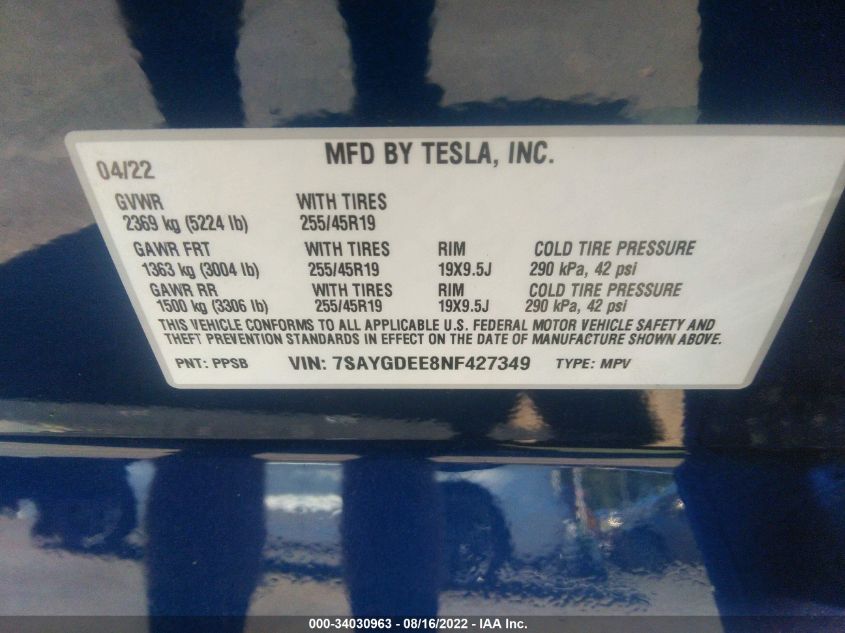 MFD BY TESLA, INC.
04/22
GVWR WITH TIRES
2369 kg (5224 lb) 255/45R19
GAWR FRT WITH TIRES RIM COLD TIRE PRESSURE
1363 kg (3004 lb) 255/45R19 19X9.5J 290 kPa, 42 psi
GAWR RR WITH TIRES RIM COLD TIRE PRESSURE
1500 kg (3306 lb) 255/45R19 19X9.5J 290 kPa, 42 psi
THIS VEHICLE CONFORMS TO ALL APPLICABLE U.S. FEDERAL MOTOR VEHICLE SAFETY AND
THEFT PREVENTION STANDARDS IN EFFECT ON THE DATE OF MANUFACTURE SHOWN ABOVE.
PNT: PPSB VIN: 7SAYGDEE8NF427349 TYPE: MPV
000-34030963 - 08/16/2022 - IAA Inc.